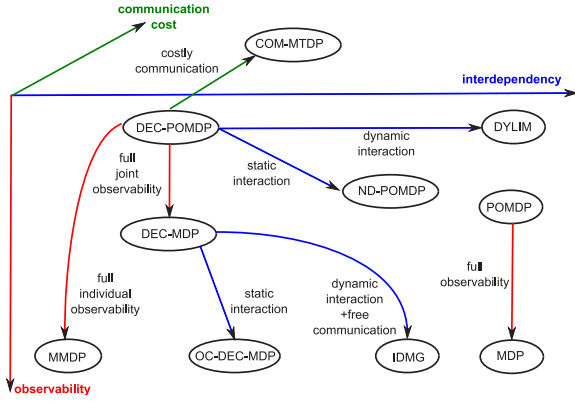 communication
cost
costly
communication
COM-MTDP
interdependency
DEC-POMDP
dynamic
interaction
DYLIM
full
joint
observability
static
interaction
ND-POMDP
POMDP
DEC-MDP
full
individual
observability
static
interaction
dynamic
interaction
+free
communication
full
observability
MMDP
OC-DEC-MDP
IDMG
MDP
observability